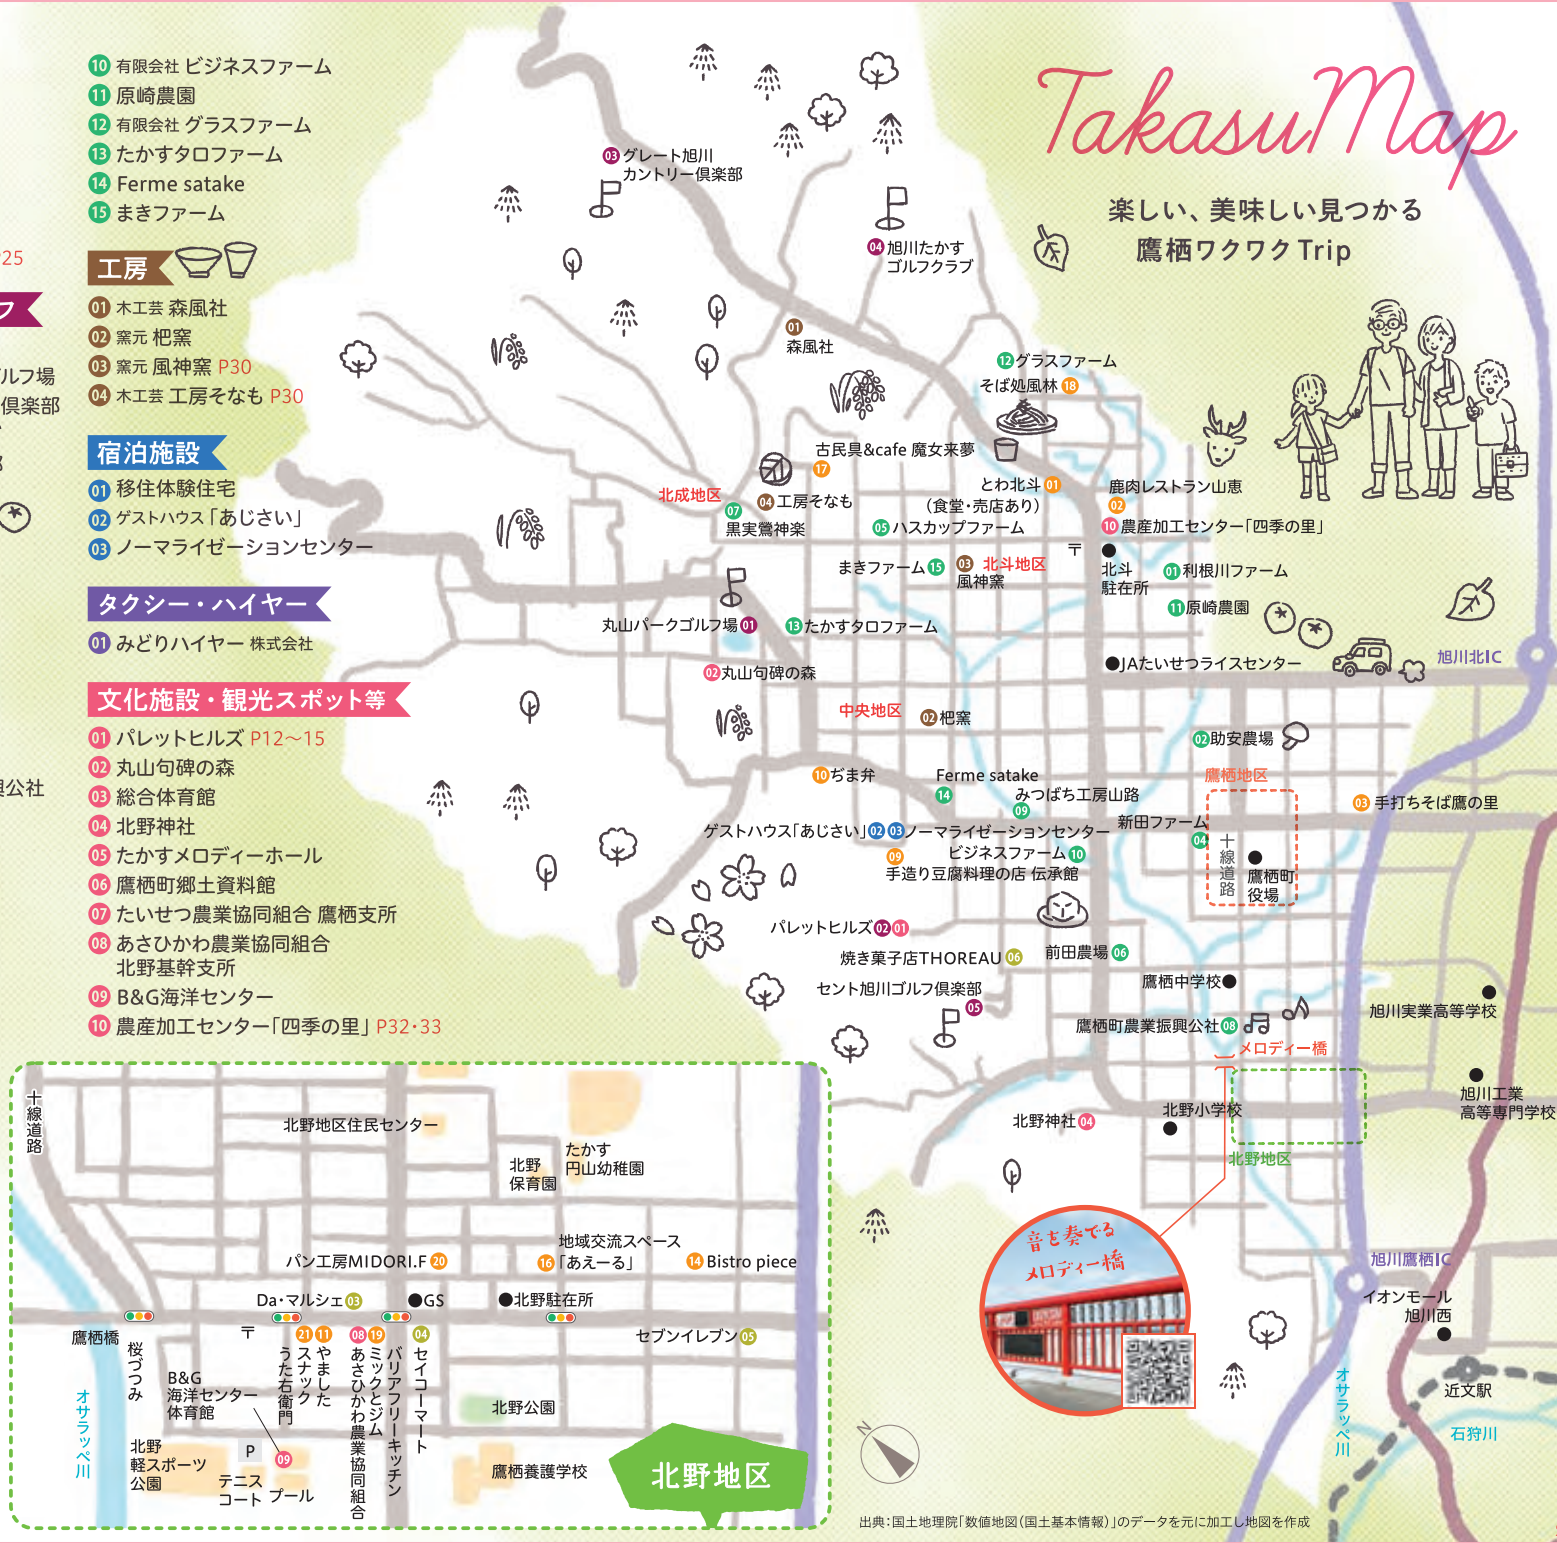 10 有限会社 ビジネスファーム
11 原崎農園
12 有限会社 グラスファーム
13 たかすタロファーム
14 Ferme satake
15 まきファーム
25
工房
01 木工芸 森風社
02 窯元 杷窯
03 窯元 風神窯 P30
04 木工芸 工房そなも P30
フ
ルフ場
倶楽部
宿泊施設
01 移住体験住宅
02 ゲストハウス「あじさい」
03 ノーマライゼーションセンター
タクシー・ハイヤー
01 みどりハイヤー 株式会社
文化施設・観光スポット等
01 パレットヒルズ P12～15
02 丸山句碑の森
03 総合体育館
04 北野神社
05 たかすメロディーホール
06 鷹栖町郷土資料館
07 たいせつ農業協同組合 鷹栖支所
08 あさひかわ農業協同組合
北野基幹支所
09 B&G海洋センター
10 農産加工センター「四季の里」 P32・33
公社
Takasu Map
楽しい、美味しい見つかる
鷹栖ワクワクTrip
03 グレート旭川
カントリー倶楽部
04 旭川たかす
ゴルフクラブ
01
森風社
12 グラスファーム
そば処風林 18
古民具&cafe 魔女来夢
17
とわ北斗 01
（食堂・売店あり）
鹿肉レストラン山恵
02
北成地区
04 工房そなも
07
黒実鶯神楽
05 ハスカップファーム
10 農産加工センター「四季の里」
〒
まきファーム 15
03 北斗地区
風神窯
北斗
駐在所
01 利根川ファーム
11 原崎農園
丸山パークゴルフ場 01
13 たかすタロファーム
02 丸山句碑の森
JAたいせつライスセンター
旭川北IC
中央地区
02 杷窯
02 助安農場
10 ぢま弁
Ferme satake
14
みつばち工房山路
09
鷹栖地区
03 手打ちそば鷹の里
新田ファーム
04
ゲストハウス「あじさい」 02 03 ノーマライゼーションセンター
ビジネスファーム 10
09
手造り豆腐料理の店 伝承館
十線道路
鷹栖町
役場
パレットヒルズ 02 01
焼き菓子店THOREAU 06
前田農場 06
セント旭川ゴルフ倶楽部
05
鷹栖中学校
鷹栖町農業振興公社 08
メロディー橋
旭川実業高等学校
旭川工業
高等専門学校
北野神社 04
北野小学校
北野地区
音を奏でる
メロディー橋
旭川鷹栖IC
イオンモール
旭川西
近文駅
オサラッペ川
石狩川
N
十線道路
北野地区住民センター
北野
保育園
たかす
円山幼稚園
パン工房MIDORI.F 20
地域交流スペース
16 「あえーる」
14 Bistro piece
Da・マルシェ 03
GS
北野駐在所
鷹栖橋
桜づつみ
〒
21 スナック
うた右衛門
11 やました
08 あさひかわ農業協同組合
19 ミックとジム
バリアフリーキッチン
04 セイコーマート
セブンイレブン 05
B&G
海洋センター
体育館
オサラッペ川
北野公園
北野
軽スポーツ
公園
P
09
テニス
コート
プール
鷹栖養護学校
北野地区
出典：国土地理院「数値地図（国土基本情報）」のデータを元に加工し地図を作成